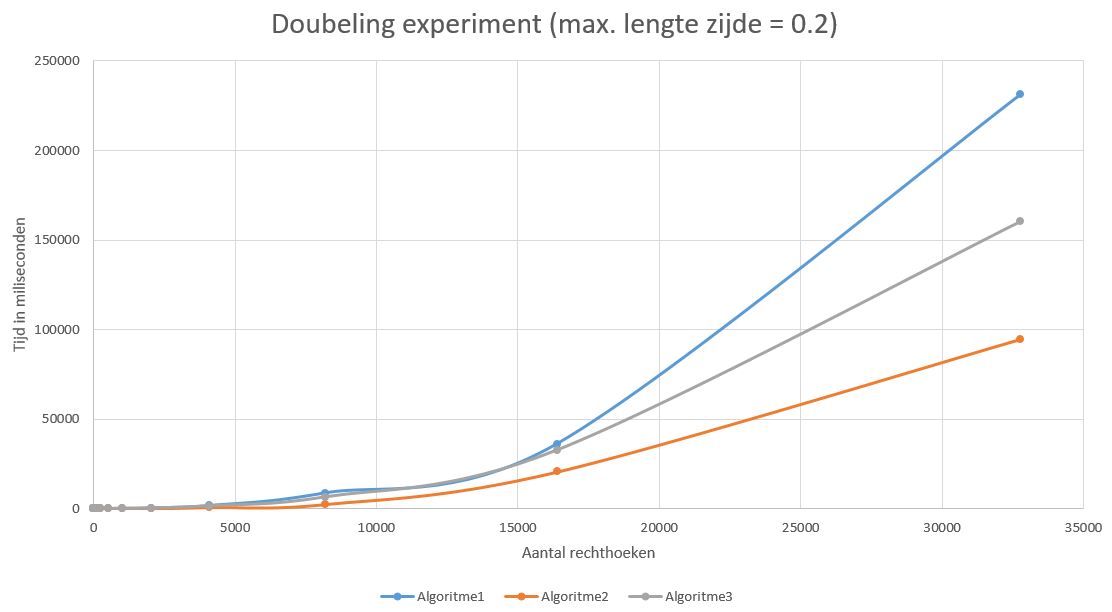 Doubeling experiment (max. lengte zijde = 0.2)
250000
200000
150000
100000
50000
0
Tijd in miliseconden
0 5000 10000 15000 20000 25000 30000 35000
Aantal rechthoeken
Algoritme1 Algoritme2 Algoritme3